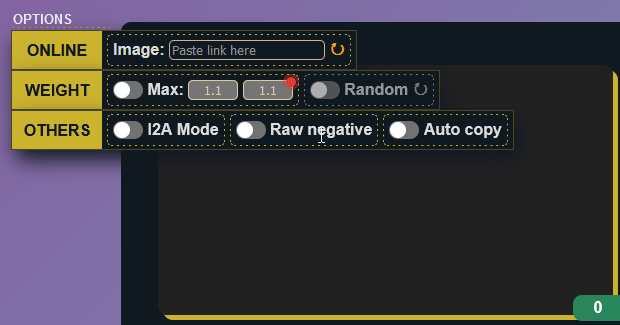 OPTIONS
ONLINE Image: Paste link here
WEIGHT Max: 1.1 1.1 Random
OTHERS I2A Mode Raw negative Auto copy
0